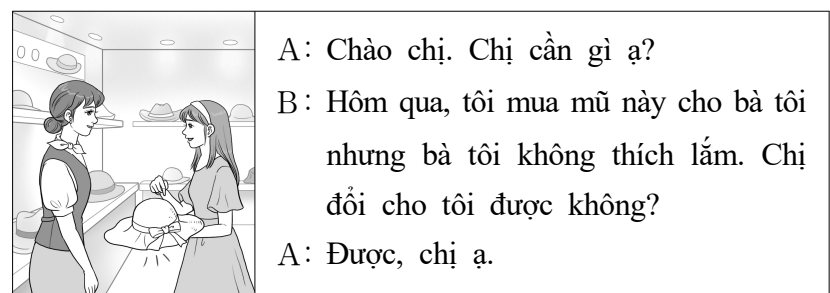 A: Chào chị. Chị cần gì ạ?
B: Hôm qua, tôi mua mũ này cho bà tôi
nhưng bà tôi không thích lắm. Chị
đổi cho tôi được không?
A: Được, chị ạ.